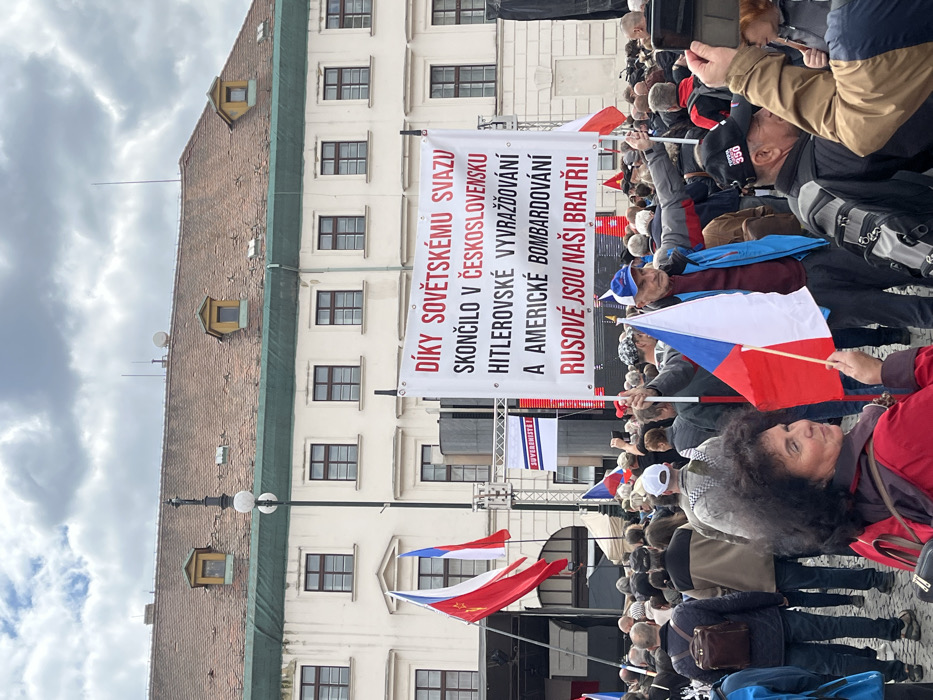 DÍKY SOVĚTSKÉMU SVAZU
SKONČILO V ČESKOSLOVENSKU
HITLEROVSKÉ VYVRAŽĎOVÁNÍ
A AMERICKÉ BOMBARDOVÁNÍ
RUSOVÉ JSOU NAŠI BRATŘI!